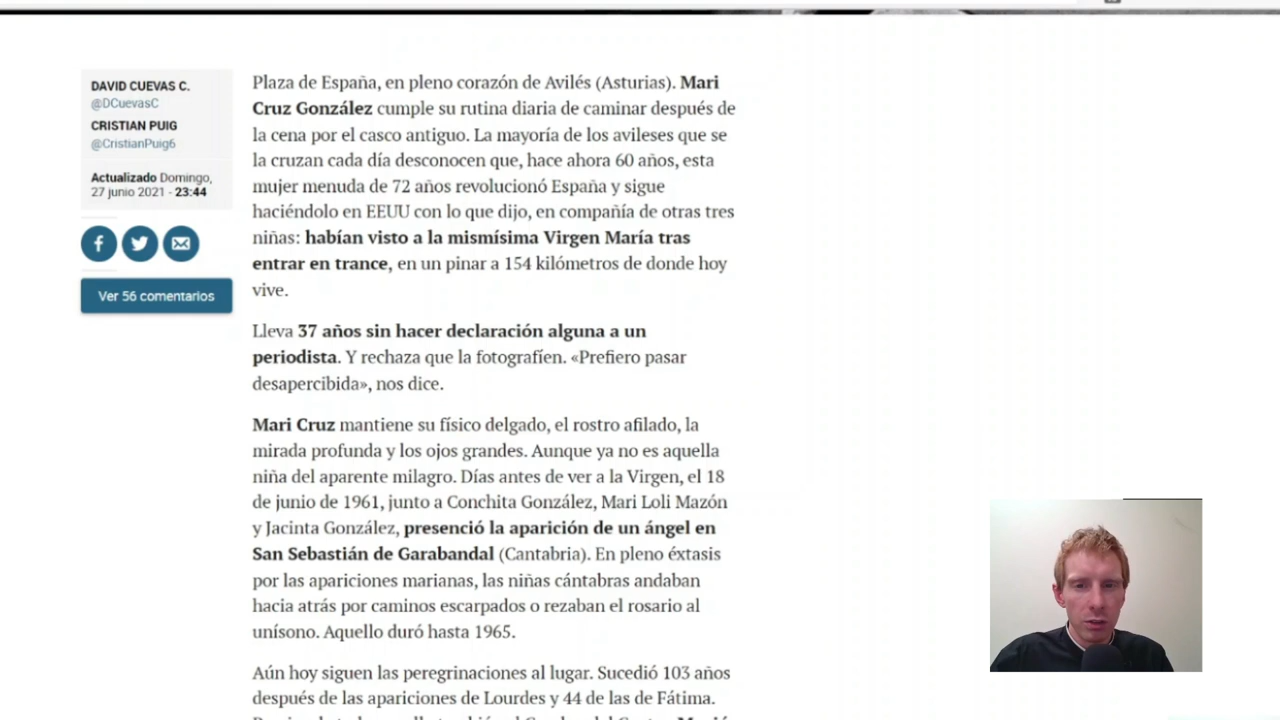 DAVID CUEVAS C.
@DCuevasC
CRISTIAN PUIG
@CristianPuig6
Actualizado Domingo,
27 junio 2021 - 23:44
f
Ver 56 comentarios
Plaza de España, en pleno corazón de Avilés (Asturias). Mari
Cruz González cumple su rutina diaria de caminar después de
la cena por el casco antiguo. La mayoría de los avileses que se
la cruzan cada día desconocen que, hace ahora 60 años, esta
mujer menuda de 72 años revolucionó España y sigue
haciéndolo en EEUU con lo que dijo, en compañía de otras tres
niñas: habían visto a la mismísima Virgen María tras
entrar en trance, en un pinar a 154 kilómetros de donde hoy
vive.
Lleva 37 años sin hacer declaración alguna a un
periodista. Y rechaza que la fotografíen. «Prefiero pasar
desapercibida», nos dice.
Mari Cruz mantiene su físico delgado, el rostro afilado, la
mirada profunda y los ojos grandes. Aunque ya no es aquella
niña del aparente milagro. Días antes de ver a la Virgen, el 18
de junio de 1961, junto a Conchita González, Mari Loli Mazón
y Jacinta González, presenció la aparición de un ángel en
San Sebastián de Garabandal (Cantabria). En pleno éxtasis
por las apariciones marianas, las niñas cántabras andaban
hacia atrás por caminos escarpados o rezaban el rosario al
unísono. Aquello duró hasta 1965.
Aún hoy siguen las peregrinaciones al lugar. Sucedió 103 años
después de las apariciones de Lourdes y 44 de las de Fátima.